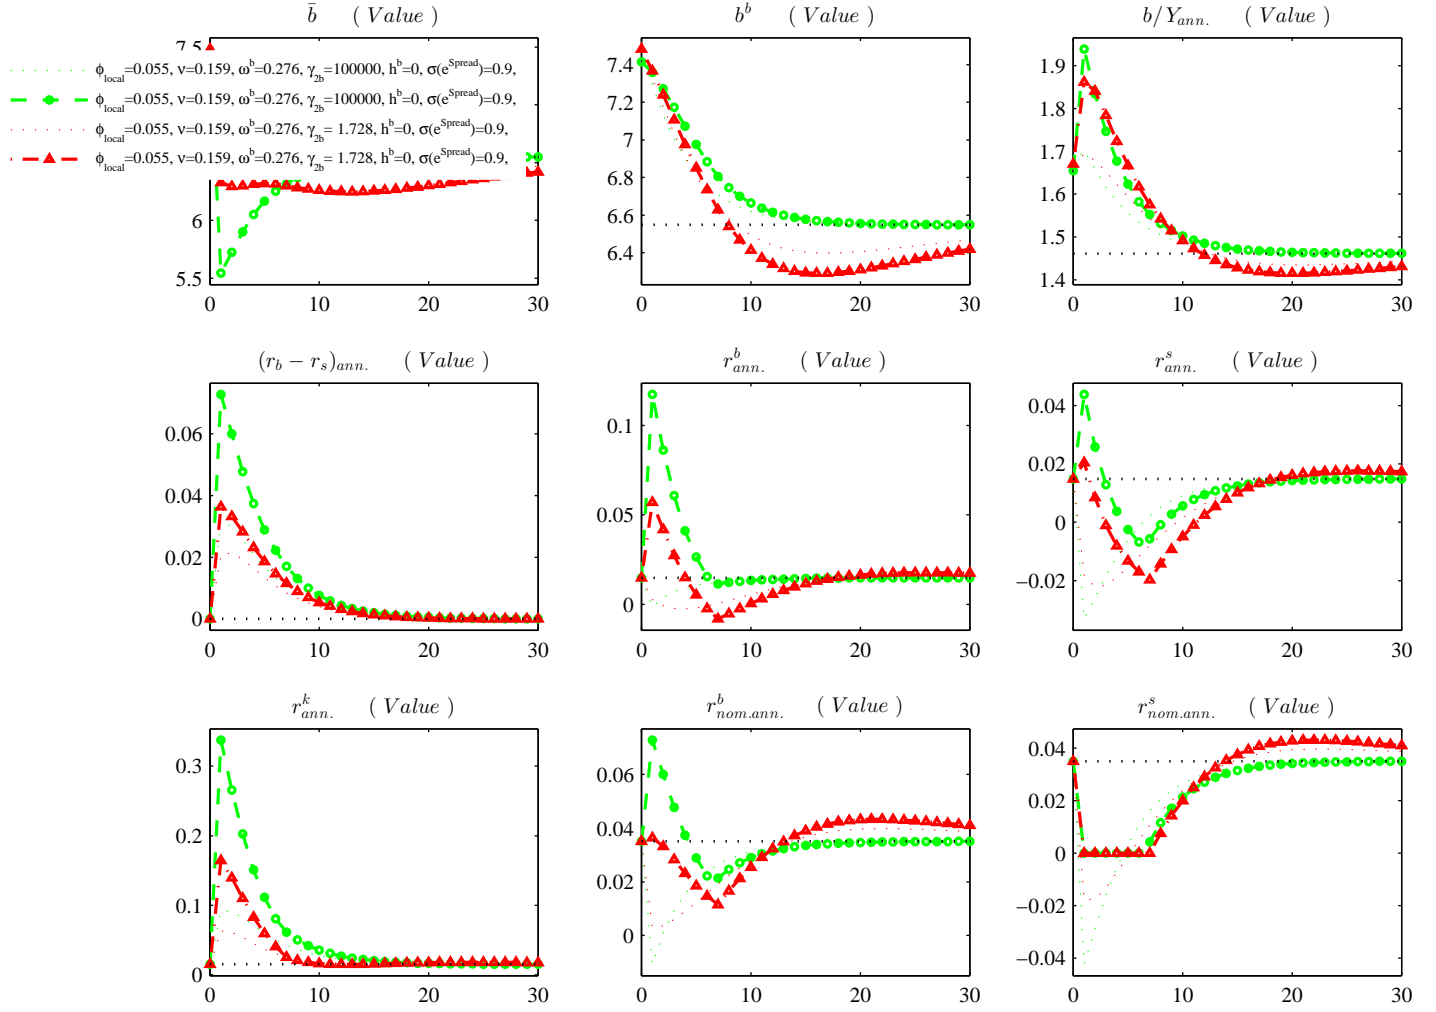 b̄ ( Value )
b^b ( Value )
b/Y_ann. ( Value )
7.5
6
5.5
0 10 20 30
ϕ_local=0.055, ν=0.159, ω^b=0.276, γ_2b=100000, h^b=0, σ(e^Spread)=0.9,
ϕ_local=0.055, ν=0.159, ω^b=0.276, γ_2b=100000, h^b=0, σ(e^Spread)=0.9,
ϕ_local=0.055, ν=0.159, ω^b=0.276, γ_2b= 1.728, h^b=0, σ(e^Spread)=0.9,
ϕ_local=0.055, ν=0.159, ω^b=0.276, γ_2b= 1.728, h^b=0, σ(e^Spread)=0.9,
7.4
7.2
7
6.8
6.6
6.4
0 10 20 30
1.9
1.8
1.7
1.6
1.5
1.4
0 10 20 30
(r_b − r_s)_ann. ( Value )
r^b_ann. ( Value )
r^s_ann. ( Value )
0.06
0.04
0.02
0
0 10 20 30
0.1
0.05
0
0 10 20 30
0.04
0.02
0
−0.02
0 10 20 30
r^k_ann. ( Value )
r^b_nom.ann. ( Value )
r^s_nom.ann. ( Value )
0.3
0.2
0.1
0
0 10 20 30
0.06
0.04
0.02
0
0 10 20 30
0.04
0.02
0
−0.02
−0.04
0 10 20 30